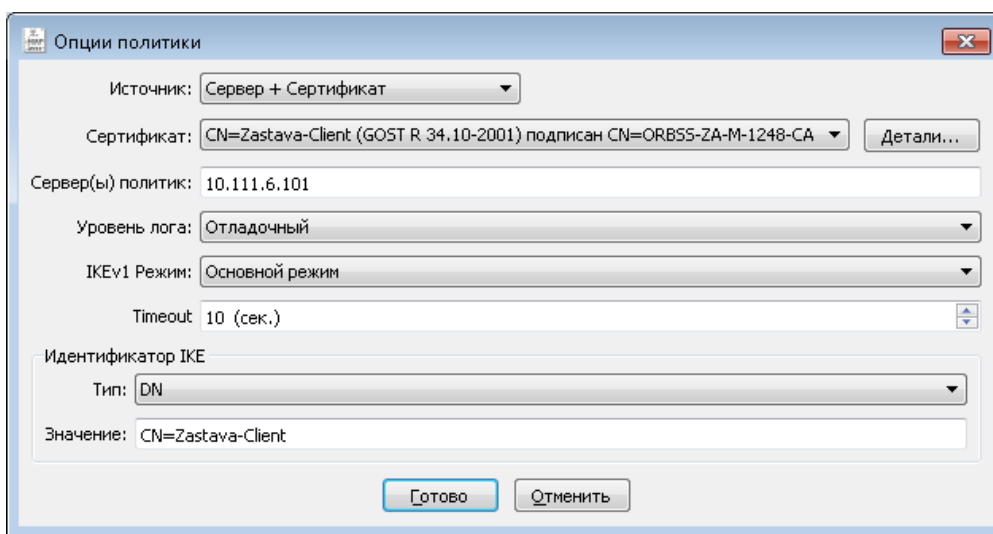 Опции политики
Источник: Сервер + Сертификат
Сертификат: CN=Zastava-Client (GOST R 34.10-2001) подписан CN=ORBSS-ZA-M-1248-CA Детали...
Сервер(ы) политик: 10.111.6.101
Уровень лога: Отладочный
IKEv1 Режим: Основной режим
Timeout 10 (сек.)
Идентификатор IKE
Тип: DN
Значение: CN=Zastava-Client
Готово Отменить